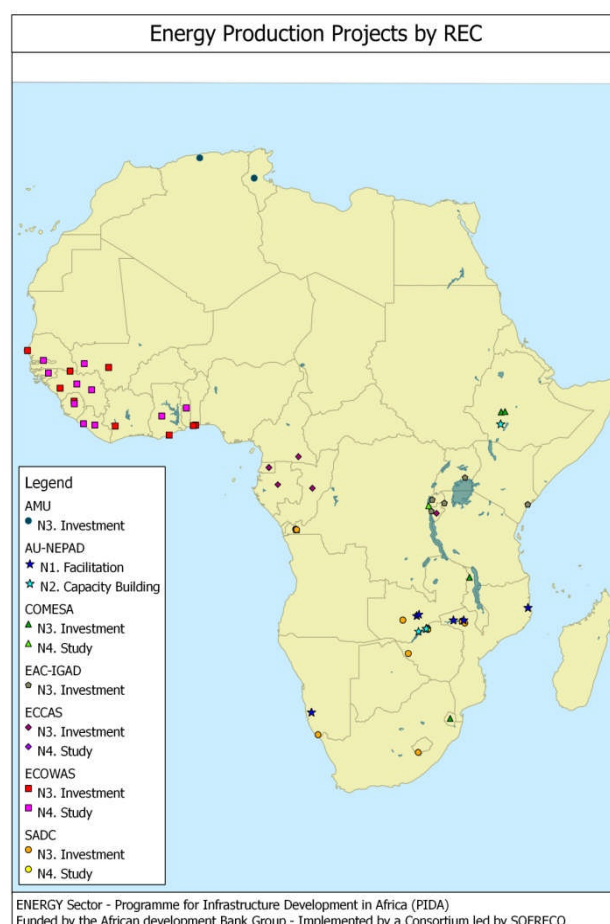 Energy Production Projects by REC
Legend
AMU
N3. Investment
AU-NEPAD
N1. Facilitation
N2. Capacity Building
COMESA
N3. Investment
N4. Study
EAC-IGAD
N3. Investment
ECCAS
N3. Investment
N4. Study
ECOWAS
N3. Investment
N4. Study
SADC
N3. Investment
N4. Study
ENERGY Sector - Programme for Infrastructure Development in Africa (PIDA)
Funded by the African development Bank Group - Implemented by a Consortium led by SOFRECO